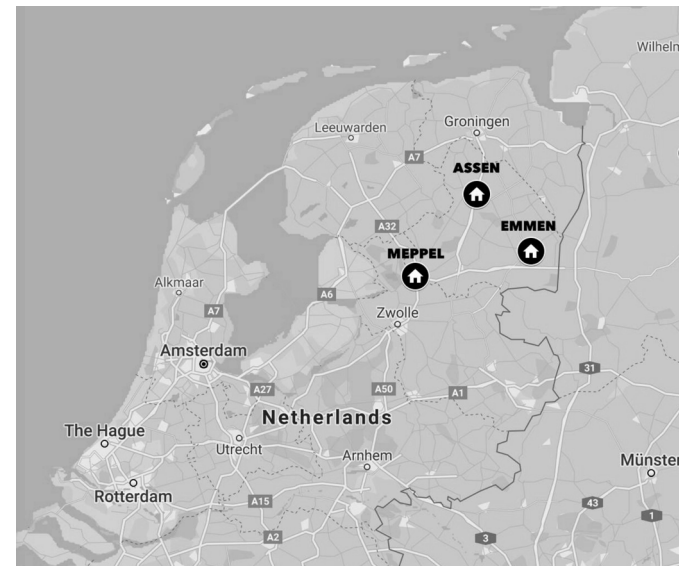 Wilhelm
Groningen
Leeuwarden
A7
ASSEN
A32
EMMEN
MEPPEL
Alkmaar
A6
A7
Zwolle
Amsterdam
31
A27
A50
A1
Netherlands
The Hague
Utrecht
Arnhem
Münster
Rotterdam
A15
43
1
A2
3